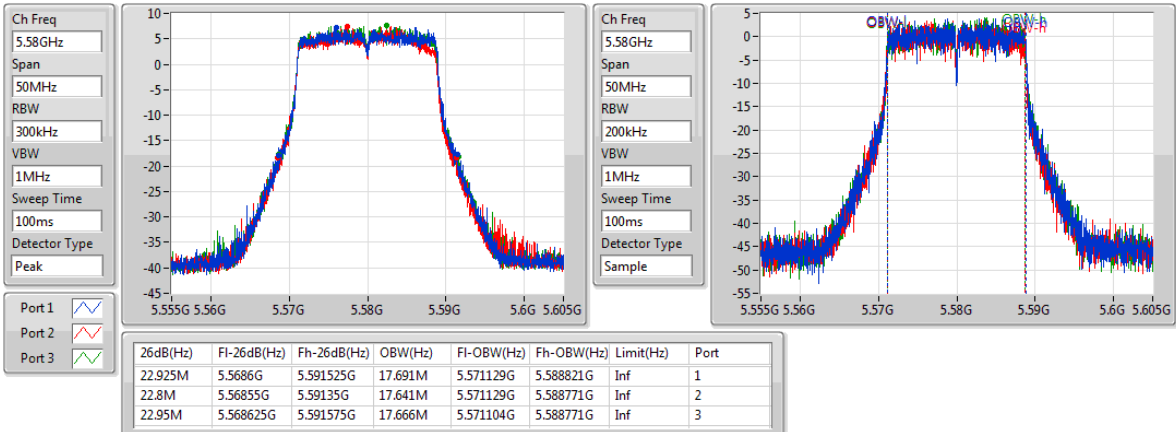 Ch Freq
5.58GHz
Span
50MHz
RBW
300kHz
VBW
1MHz
Sweep Time
100ms
Detector Type
Peak
10
5
0
-5
-10
-15
-20
-25
-30
-35
-40
-45
5.555G 5.56G 5.57G 5.58G 5.59G 5.6G 5.605G
Ch Freq
5.58GHz
Span
50MHz
RBW
200kHz
VBW
1MHz
Sweep Time
100ms
Detector Type
Sample
OBW-l OBW-h
5
0
-5
-10
-15
-20
-25
-30
-35
-40
-45
-50
-55
5.555G 5.56G 5.57G 5.58G 5.59G 5.6G 5.605G
Port 1
Port 2
Port 3
26dB(Hz) Fl-26dB(Hz) Fh-26dB(Hz) OBW(Hz) Fl-OBW(Hz) Fh-OBW(Hz) Limit(Hz) Port
22.925M 5.5686G 5.591525G 17.691M 5.571129G 5.588821G Inf 1
22.8M 5.56855G 5.59135G 17.641M 5.571129G 5.588771G Inf 2
22.95M 5.568625G 5.591575G 17.666M 5.571104G 5.588771G Inf 3